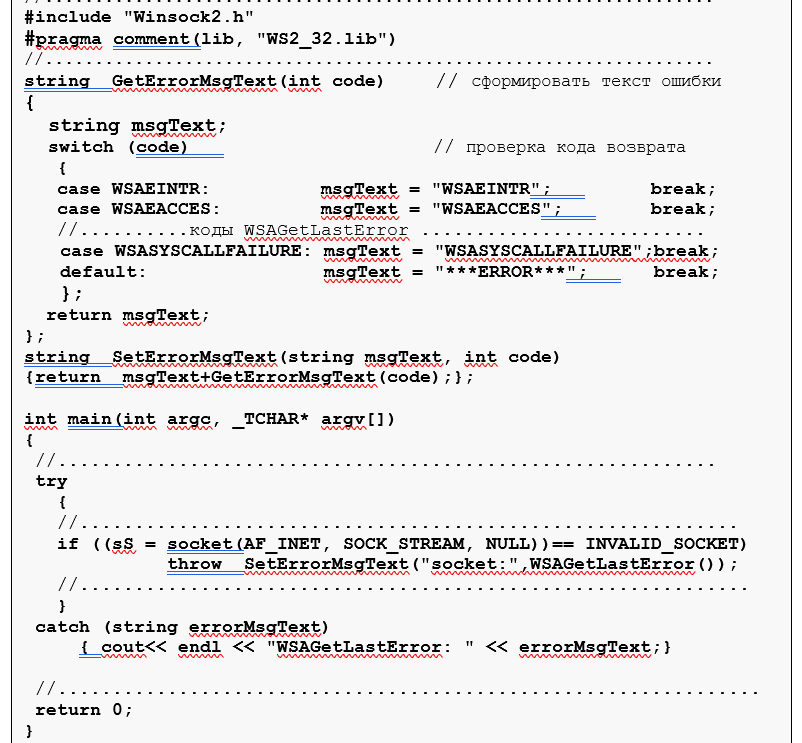 //.............................................................
#include "Winsock2.h"
#pragma comment(lib, "WS2_32.lib")
//.............................................................
string  GetErrorMsgText(int code)    // cформировать текст ошибки
{
string msgText;
switch (code)    // проверка кода возврата
{
case WSAEINTR:    msgText = "WSAEINTR";    break;
case WSAEACCES:    msgText = "WSAEACCES";    break;
//..........коды WSAGetLastError ..........................
case WSASYSCALLFAILURE: msgText = "WSASYSCALLFAILURE";break;
default:    msgText = "***ERROR***";    break;
};
return msgText;
};
string  SetErrorMsgText(string msgText, int code)
{return  msgText+GetErrorMsgText(code);};
int main(int argc, _TCHAR* argv[])
{
//............................................................
try
{
//............................................................
if ((sS = socket(AF_INET, SOCK_STREAM, NULL))== INVALID_SOCKET)
throw  SetErrorMsgText("socket:",WSAGetLastError());
//.............................................................
}
catch (string errorMsgText)
{ cout<< endl << "WSAGetLastError: " << errorMsgText;}
//................................................................
return 0;
}